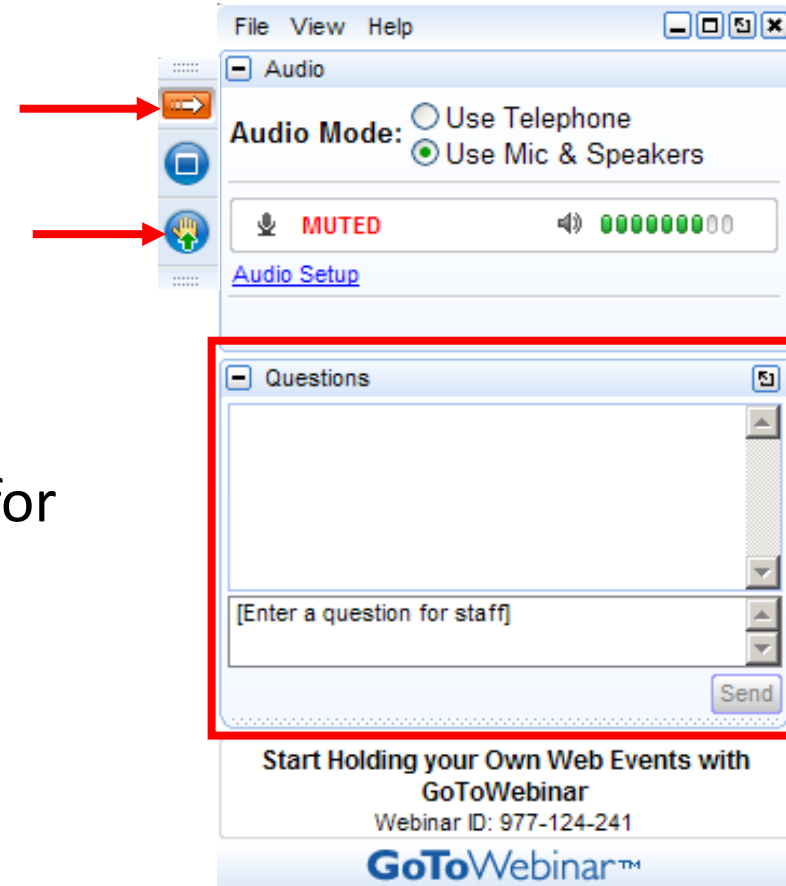 File View Help
Audio
Audio Mode:
Use Telephone
Use Mic & Speakers
MUTED
Audio Setup
Questions
for
[Enter a question for staff]
Send
Start Holding your Own Web Events with
GoToWebinar
Webinar ID: 977-124-241
GoToWebinar™